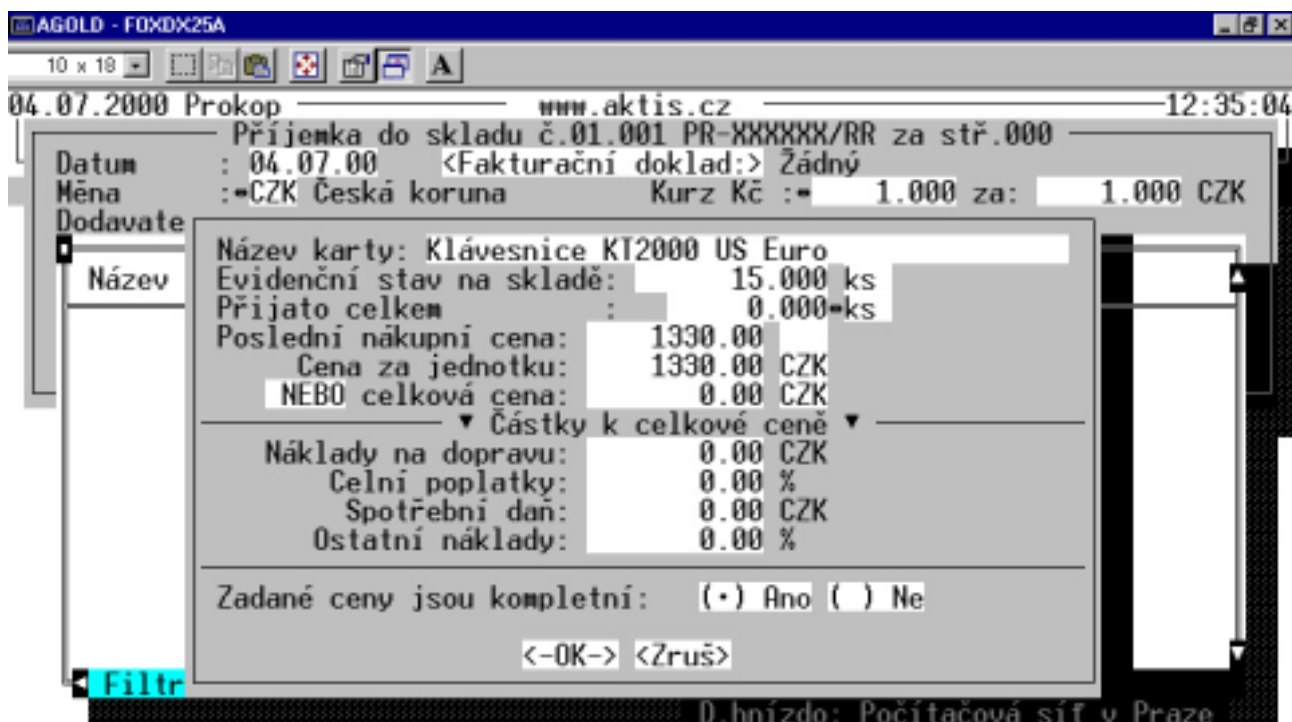 AGOLD - FOXDX25A
10 x 18 A
04.07.2000 Prokop www.aktis.cz 12:35:04
Příjemka do skladu č.01.001 PR-XXXXXX/RR za stř.000
Datum : 04.07.00 <Fakturační doklad:> Žádný
Měna : CZK Česká koruna Kurz Kč : 1.000 za: 1.000 CZK
Dodavate
Název karty: Klávesnice KT2000 US Euro
Název Evidenční stav na skladě: 15.000 ks
Přijato celkem : 0.000 ks
Poslední nákupní cena: 1330.00
Cena za jednotku: 1330.00 CZK
NEBO celková cena: 0.00 CZK
▼ Částky k celkové ceně ▼
Náklady na dopravu: 0.00 CZK
Celní poplatky: 0.00 %
Spotřební daň: 0.00 CZK
Ostatní náklady: 0.00 %
Zadané ceny jsou kompletní: (•) Ano ( ) Ne
<-OK-> <Zruš>
Filtr
D.hnízdo: Počítačová síť v Praze